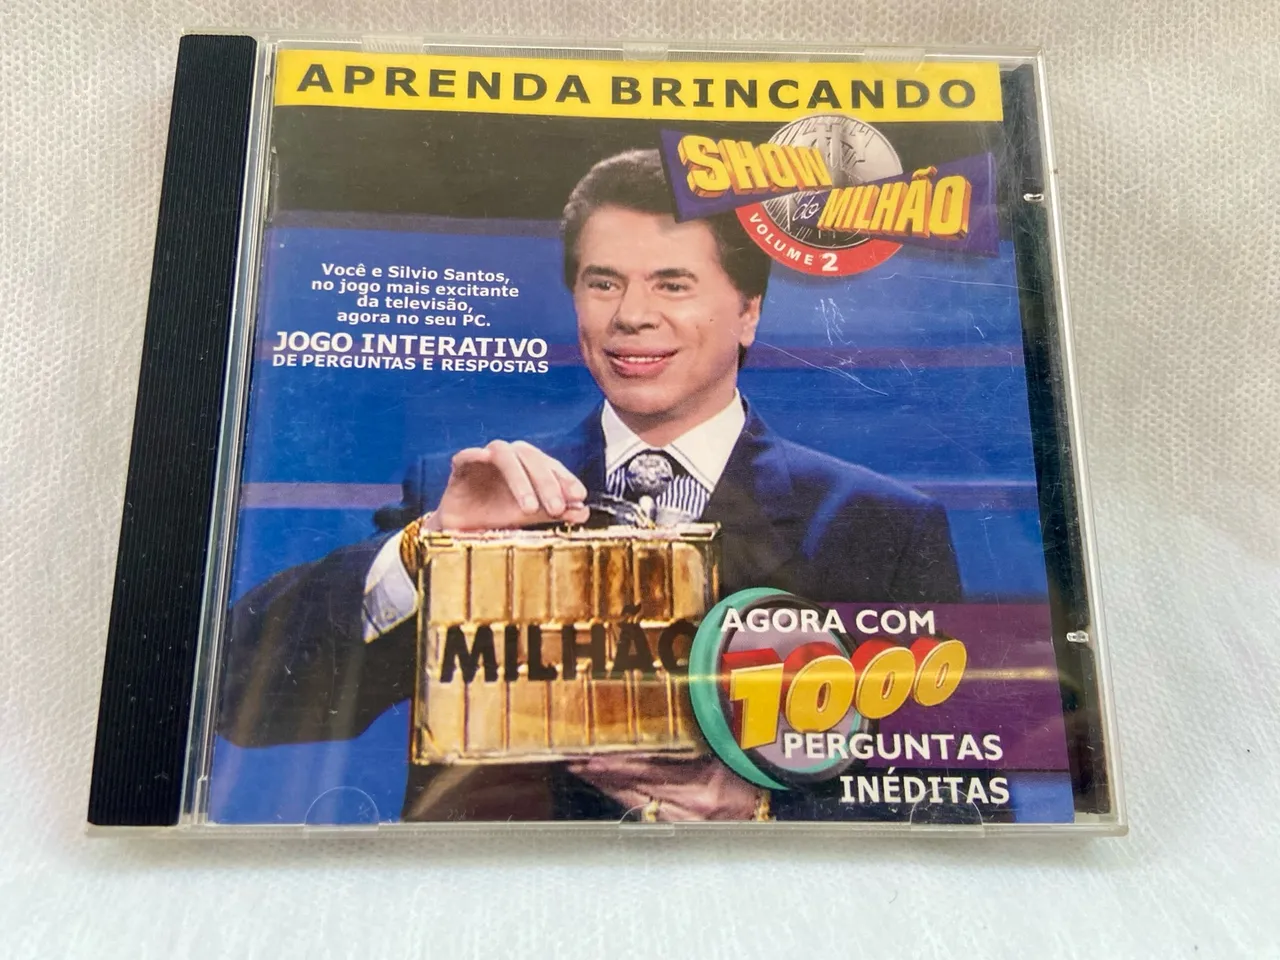 APRENDA BRINCANDO
SHOW
do MILHÃO
VOLUME 2
Você e Silvio Santos,
no jogo mais excitante
da televisão,
agora no seu PC.
JOGO INTERATIVO
DE PERGUNTAS E RESPOSTAS
MILHÃO
AGORA COM
1000
PERGUNTAS
INÉDITAS